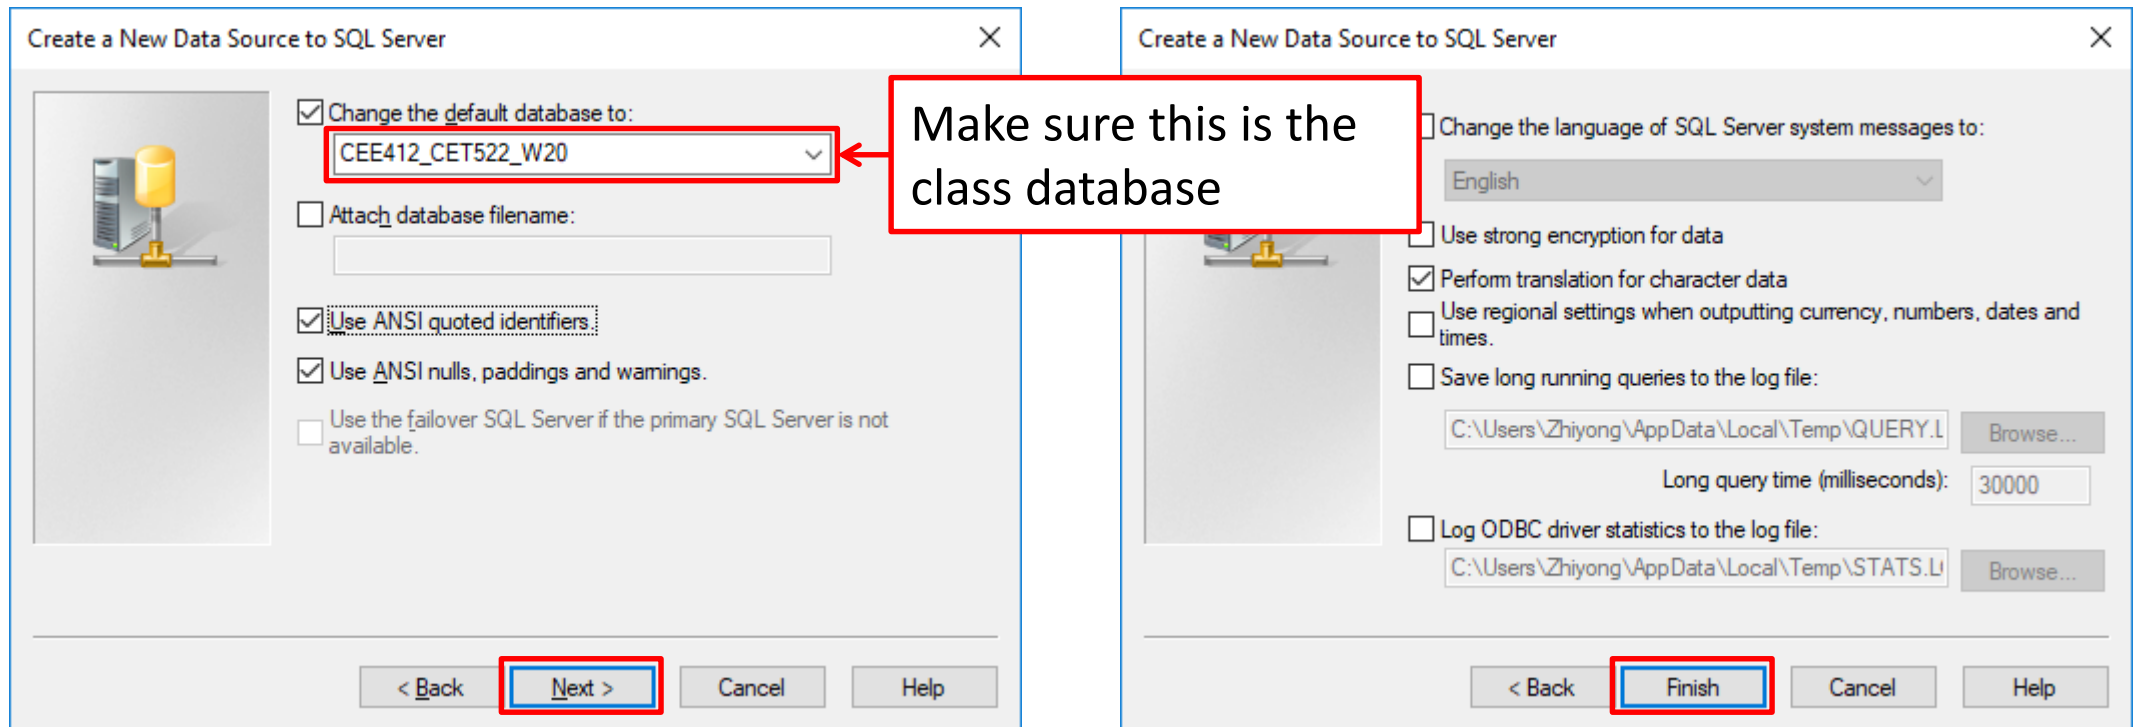 Create a New Data Source to SQL Server
Change the default database to:
CEE412_CET522_W20
Attach database filename:
Use ANSI quoted identifiers.
Use ANSI nulls, paddings and warnings.
Use the failover SQL Server if the primary SQL Server is not
available.
< Back
Next >
Cancel
Help
Make sure this is the
class database
Create a New Data Source to SQL Server
Change the language of SQL Server system messages to:
English
Use strong encryption for data
Perform translation for character data
Use regional settings when outputting currency, numbers, dates and
times.
Save long running queries to the log file:
C:\Users\Zhiyong\AppData\Local\Temp\QUERY.L
Browse...
Long query time (milliseconds):
30000
Log ODBC driver statistics to the log file:
C:\Users\Zhiyong\AppData\Local\Temp\STATS.L
Browse...
< Back
Finish
Cancel
Help